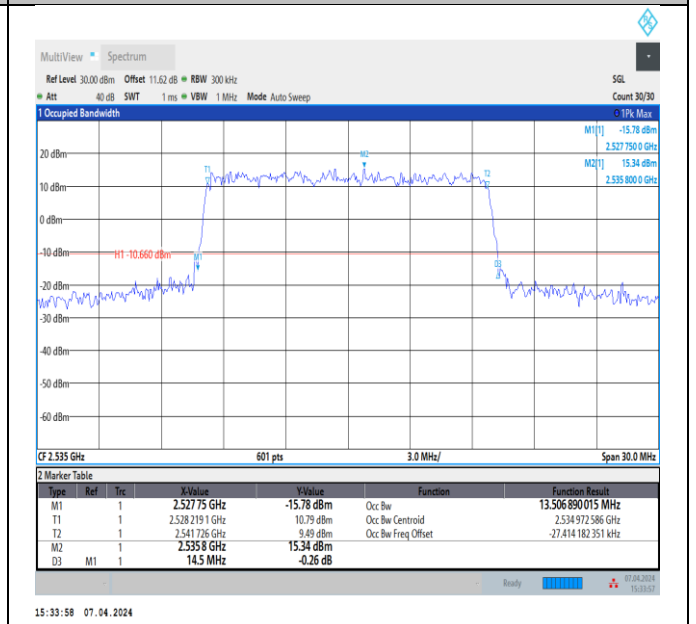 MultiView Spectrum
Ref Level 30.00 dBm Offset 11.62 dB RBW 300 kHz SGL
Att 40 dB SWT 1 ms VBW 1 MHz Mode Auto Sweep Count 30/30
1 Occupied Bandwidth 1Pk Max
M1[1] -15.78 dBm
2.527 750 0 GHz
M2[1] 15.34 dBm
2.535 800 0 GHz
20 dBm
M2
T1
T2
10 dBm
0 dBm
-10 dBm
H1 -10.660 dBm
M1
D3
-20 dBm
-30 dBm
-40 dBm
-50 dBm
-60 dBm
CF 2.535 GHz 601 pts 3.0 MHz/ Span 30.0 MHz
2 Marker Table
Type Ref Trc X-Value Y-Value Function Function Result
M1 1 2.527 75 GHz -15.78 dBm Occ Bw 13.506 890 015 MHz
T1 1 2.528 219 1 GHz 10.79 dBm Occ Bw Centroid 2.534 972 586 GHz
T2 1 2.541 726 GHz 9.49 dBm Occ Bw Freq Offset -27.414 182 351 kHz
M2 1 2.535 8 GHz 15.34 dBm
D3 M1 1 14.5 MHz -0.26 dB
Ready 07.04.2024
15:33:57
15:33:58 07.04.2024